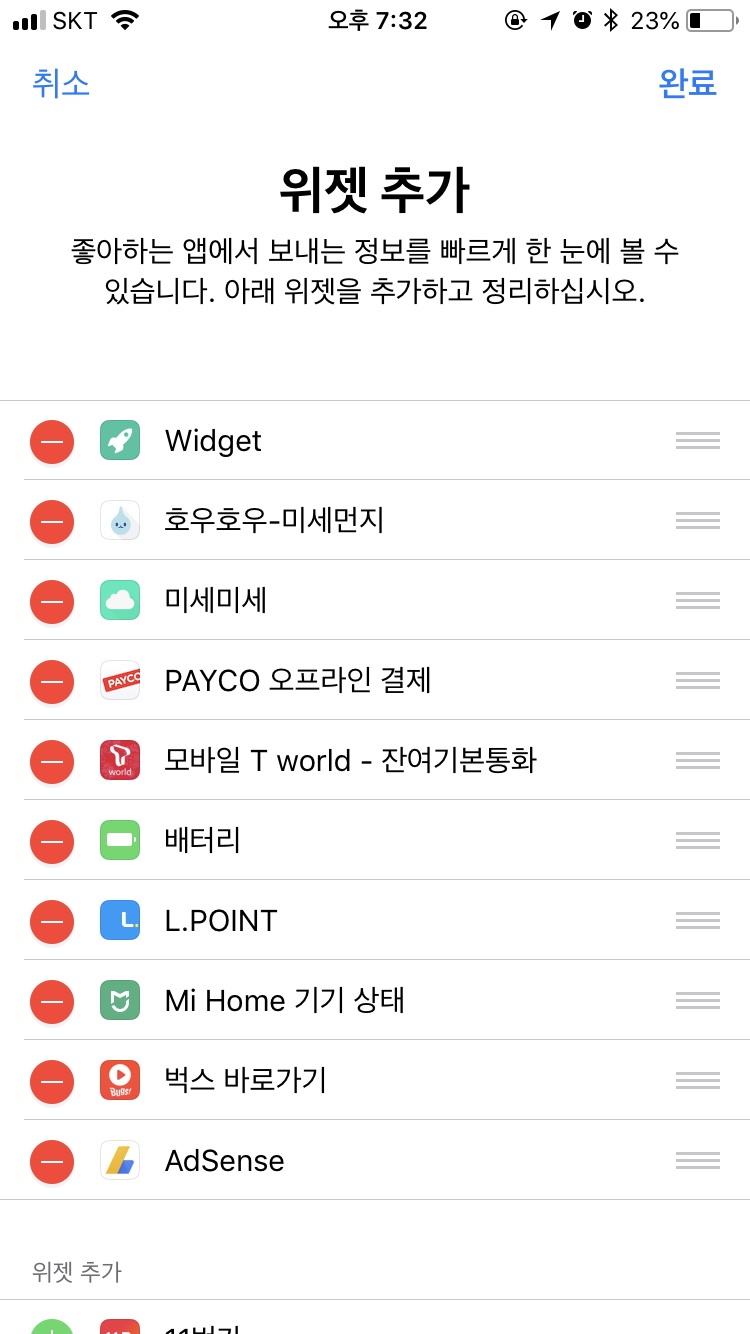 SKT 오후 7:32 23%
취소 완료
위젯 추가
좋아하는 앱에서 보내는 정보를 빠르게 한 눈에 볼 수
있습니다. 아래 위젯을 추가하고 정리하십시오.
Widget
호우호우-미세먼지
미세미세
PAYCO PAYCO 오프라인 결제
world 모바일 T world - 잔여기본통화
배터리
L. L.POINT
Mi Home 기기 상태
Bugs! 벅스 바로가기
AdSense
위젯 추가
11번가